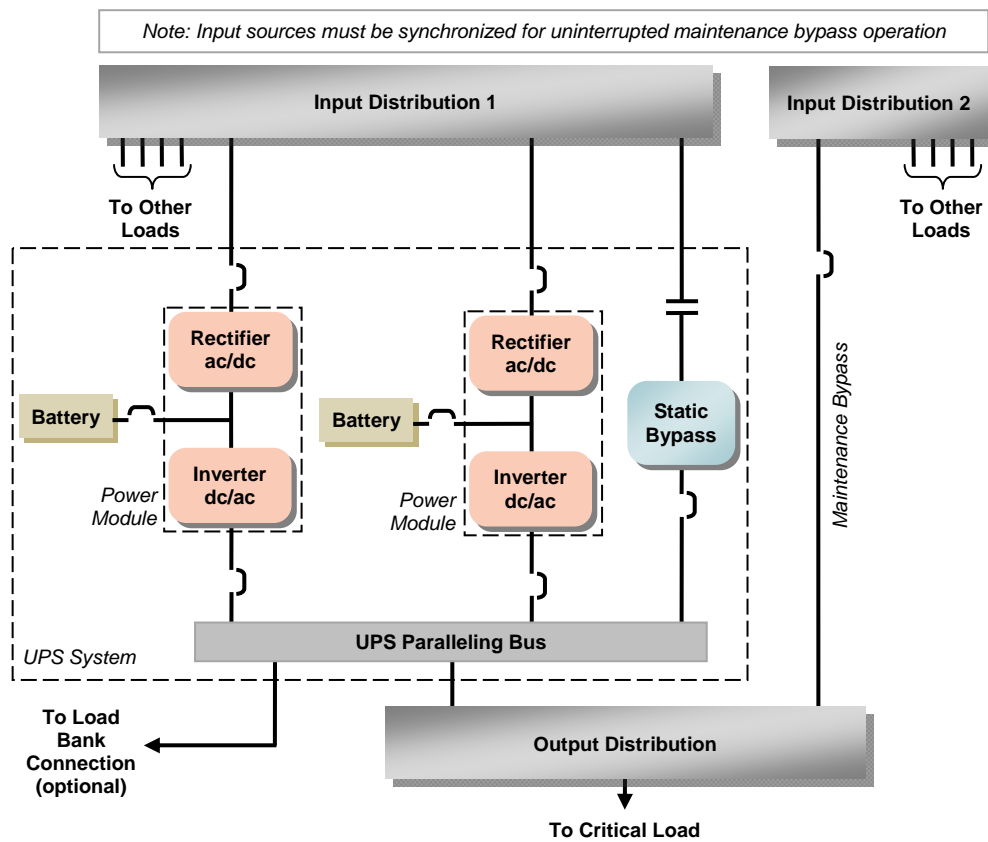 Note: Input sources must be synchronized for uninterrupted maintenance bypass operation
Input Distribution 1
Input Distribution 2
To Other
Loads
To Other
Loads
Rectifier
ac/dc
Rectifier
ac/dc
Battery
Battery
Static
Bypass
Maintenance Bypass
Inverter
dc/ac
Inverter
dc/ac
Power
Module
Power
Module
UPS Paralleling Bus
UPS System
To Load
Bank
Connection
(optional)
Output Distribution
To Critical Load